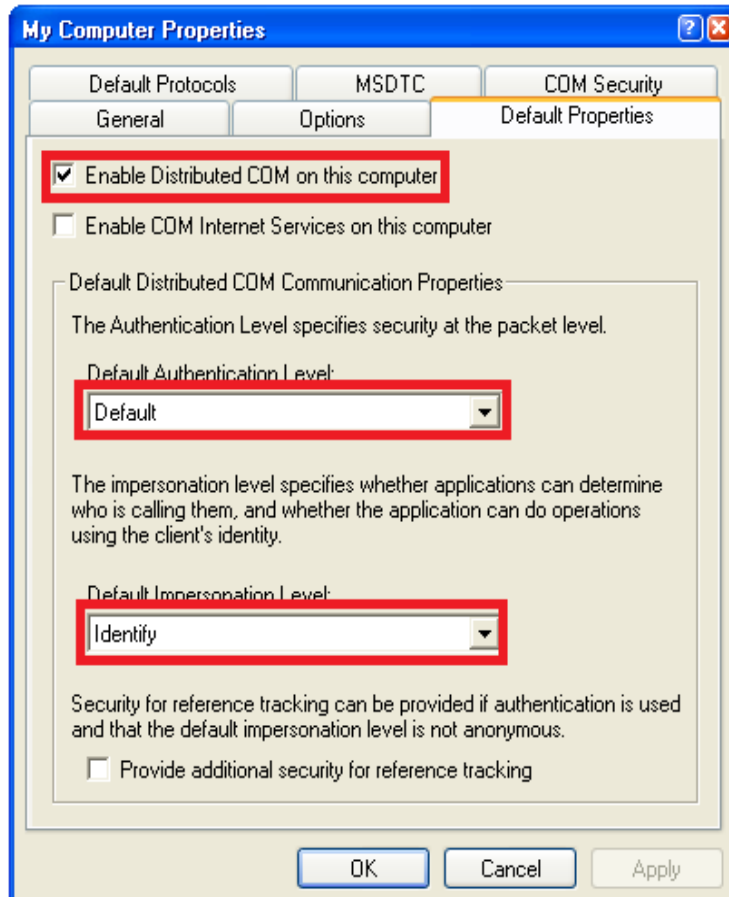 My Computer Properties
Default Protocols MSDTC COM Security
General Options Default Properties
Enable Distributed COM on this computer
Enable COM Internet Services on this computer
Default Distributed COM Communication Properties
The Authentication Level specifies security at the packet level.
Default Authentication Level:
Default
The impersonation level specifies whether applications can determine
who is calling them, and whether the application can do operations
using the client's identity.
Default Impersonation Level:
Identify
Security for reference tracking can be provided if authentication is used
and that the default impersonation level is not anonymous.
Provide additional security for reference tracking
OK Cancel Apply